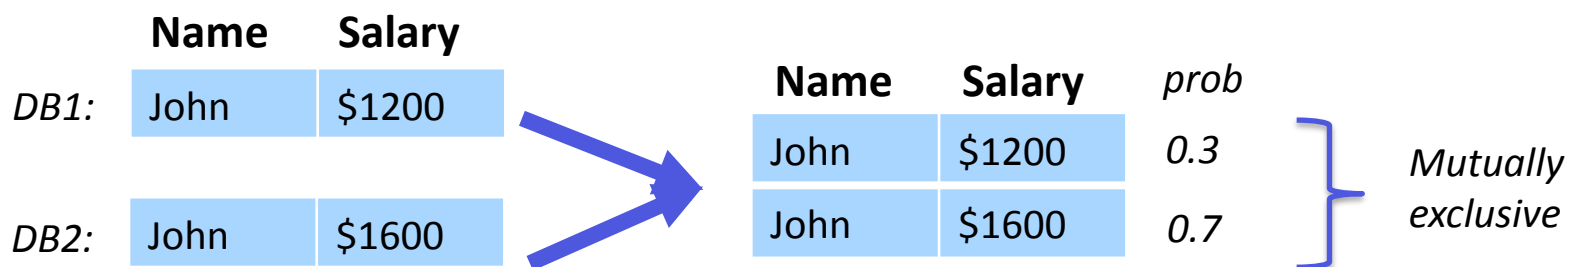 Name Salary
DB1: John $1200
DB2: John $1600
Name Salary prob
John $1200 0.3
John $1600 0.7
Mutually
exclusive